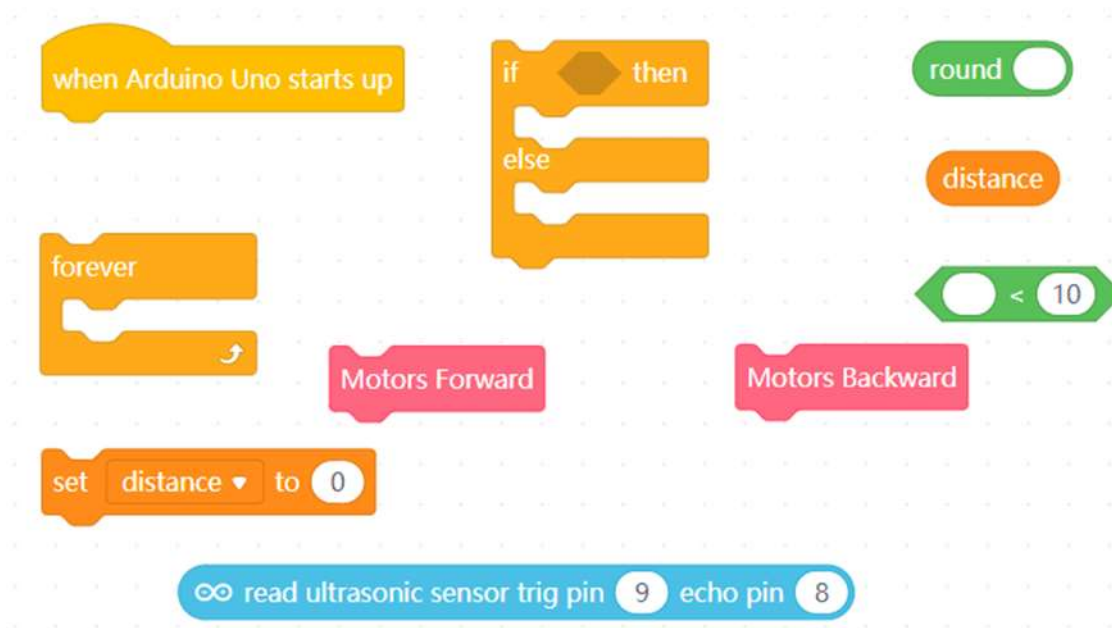 when Arduino Uno starts up
if then
else
round
distance
forever
< 10
Motors Forward
Motors Backward
set distance to 0
read ultrasonic sensor trig pin 9 echo pin 8